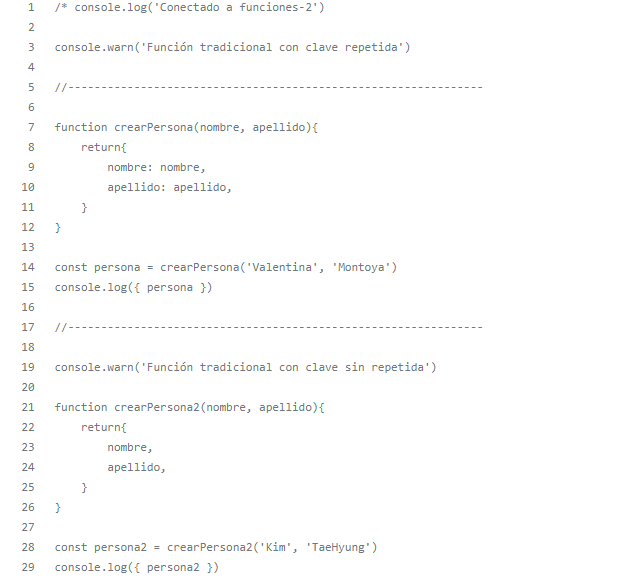 1 /* console.log('Conectado a funciones-2')
2
3 console.warn('Función tradicional con clave repetida')
4
5 //---------------------------------------------------------------
6
7 function crearPersona(nombre, apellido){
8     return{
9         nombre: nombre,
10         apellido: apellido,
11     }
12 }
13
14 const persona = crearPersona('Valentina', 'Montoya')
15 console.log({ persona })
16
17 //---------------------------------------------------------------
18
19 console.warn('Función tradicional con clave sin repetida')
20
21 function crearPersona2(nombre, apellido){
22     return{
23         nombre,
24         apellido,
25     }
26 }
27
28 const persona2 = crearPersona2('Kim', 'TaeHyung')
29 console.log({ persona2 })